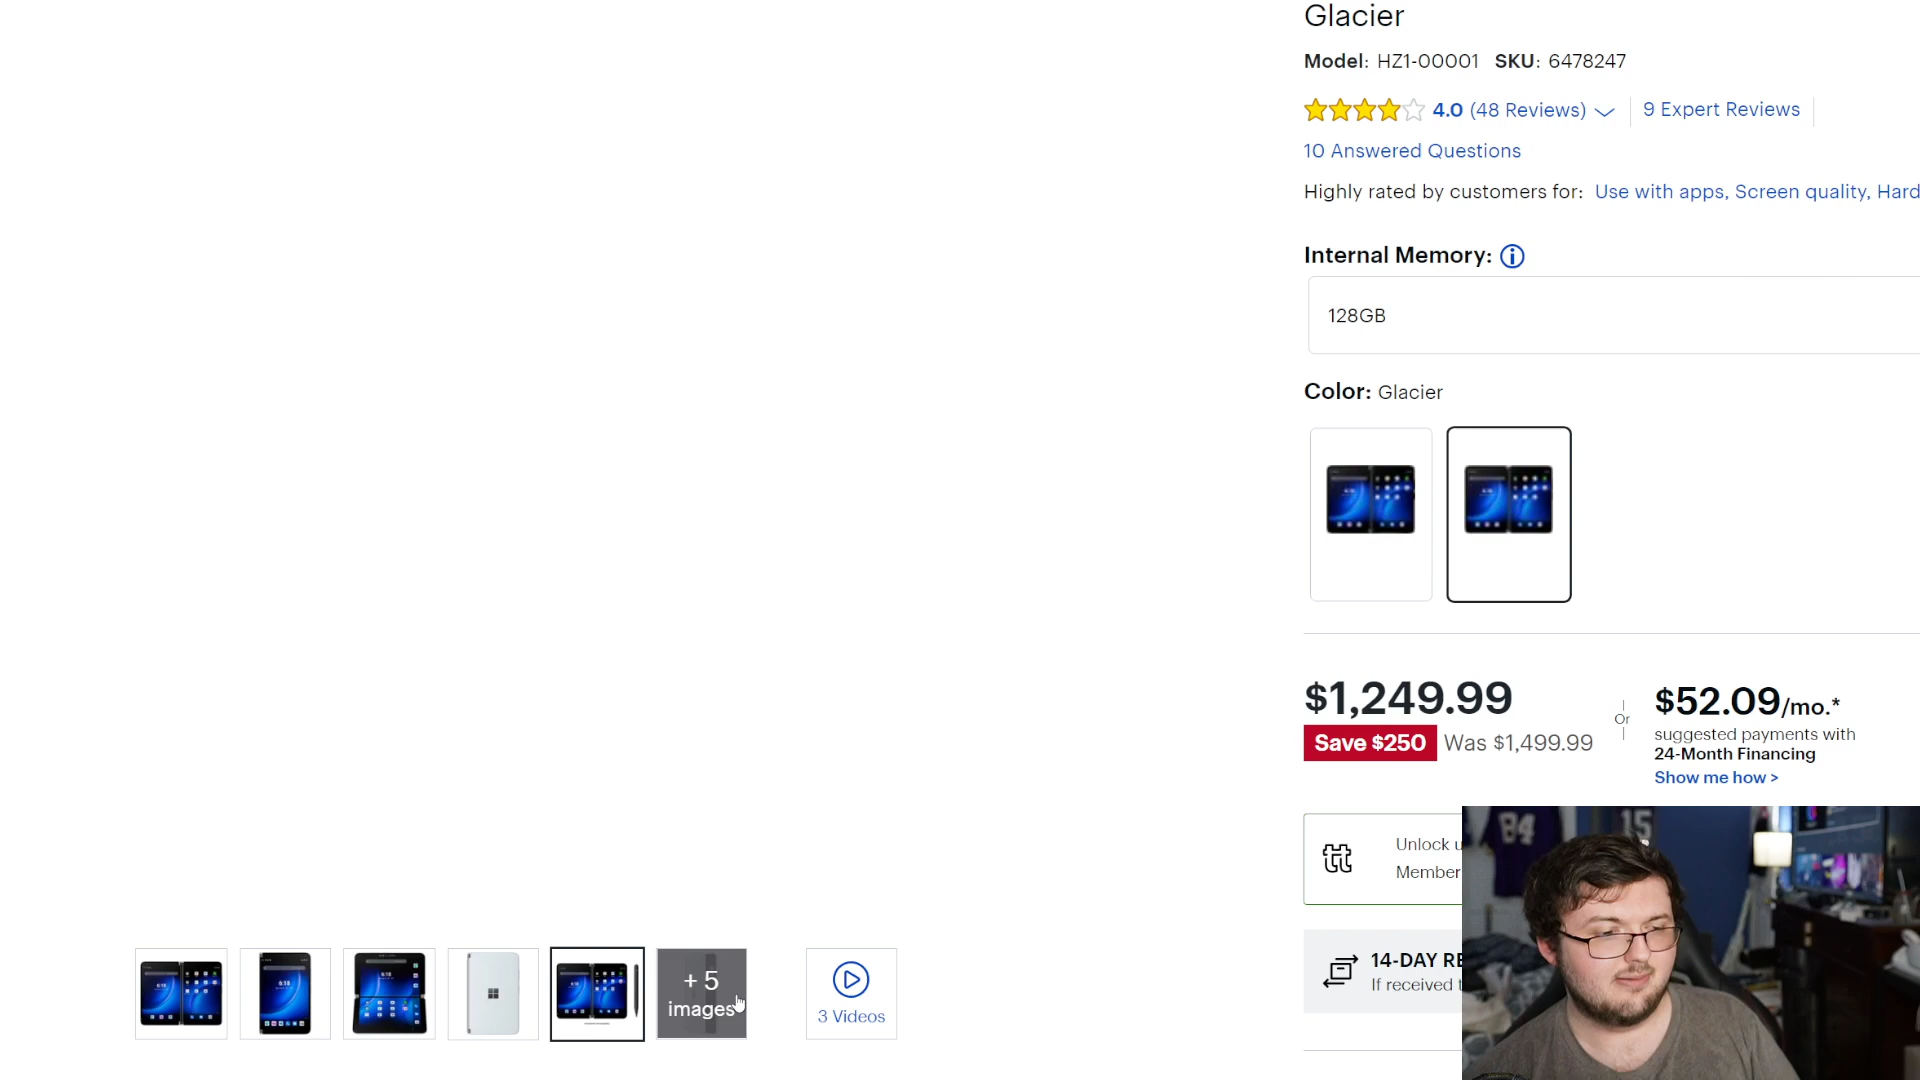 Glacier
Model: HZ1-00001 SKU: 6478247
4.0 (48 Reviews) 9 Expert Reviews
10 Answered Questions
Highly rated by customers for: Use with apps, Screen quality, Hard
Internal Memory:
128GB
Color: Glacier
$1,249.99
Save $250 Was $1,499.99
Or
$52.09/mo.*
suggested payments with
24-Month Financing
Show me how >
Unlock u
Member
14-DAY RE
If received t
84
15
+ 5
images
3 Videos